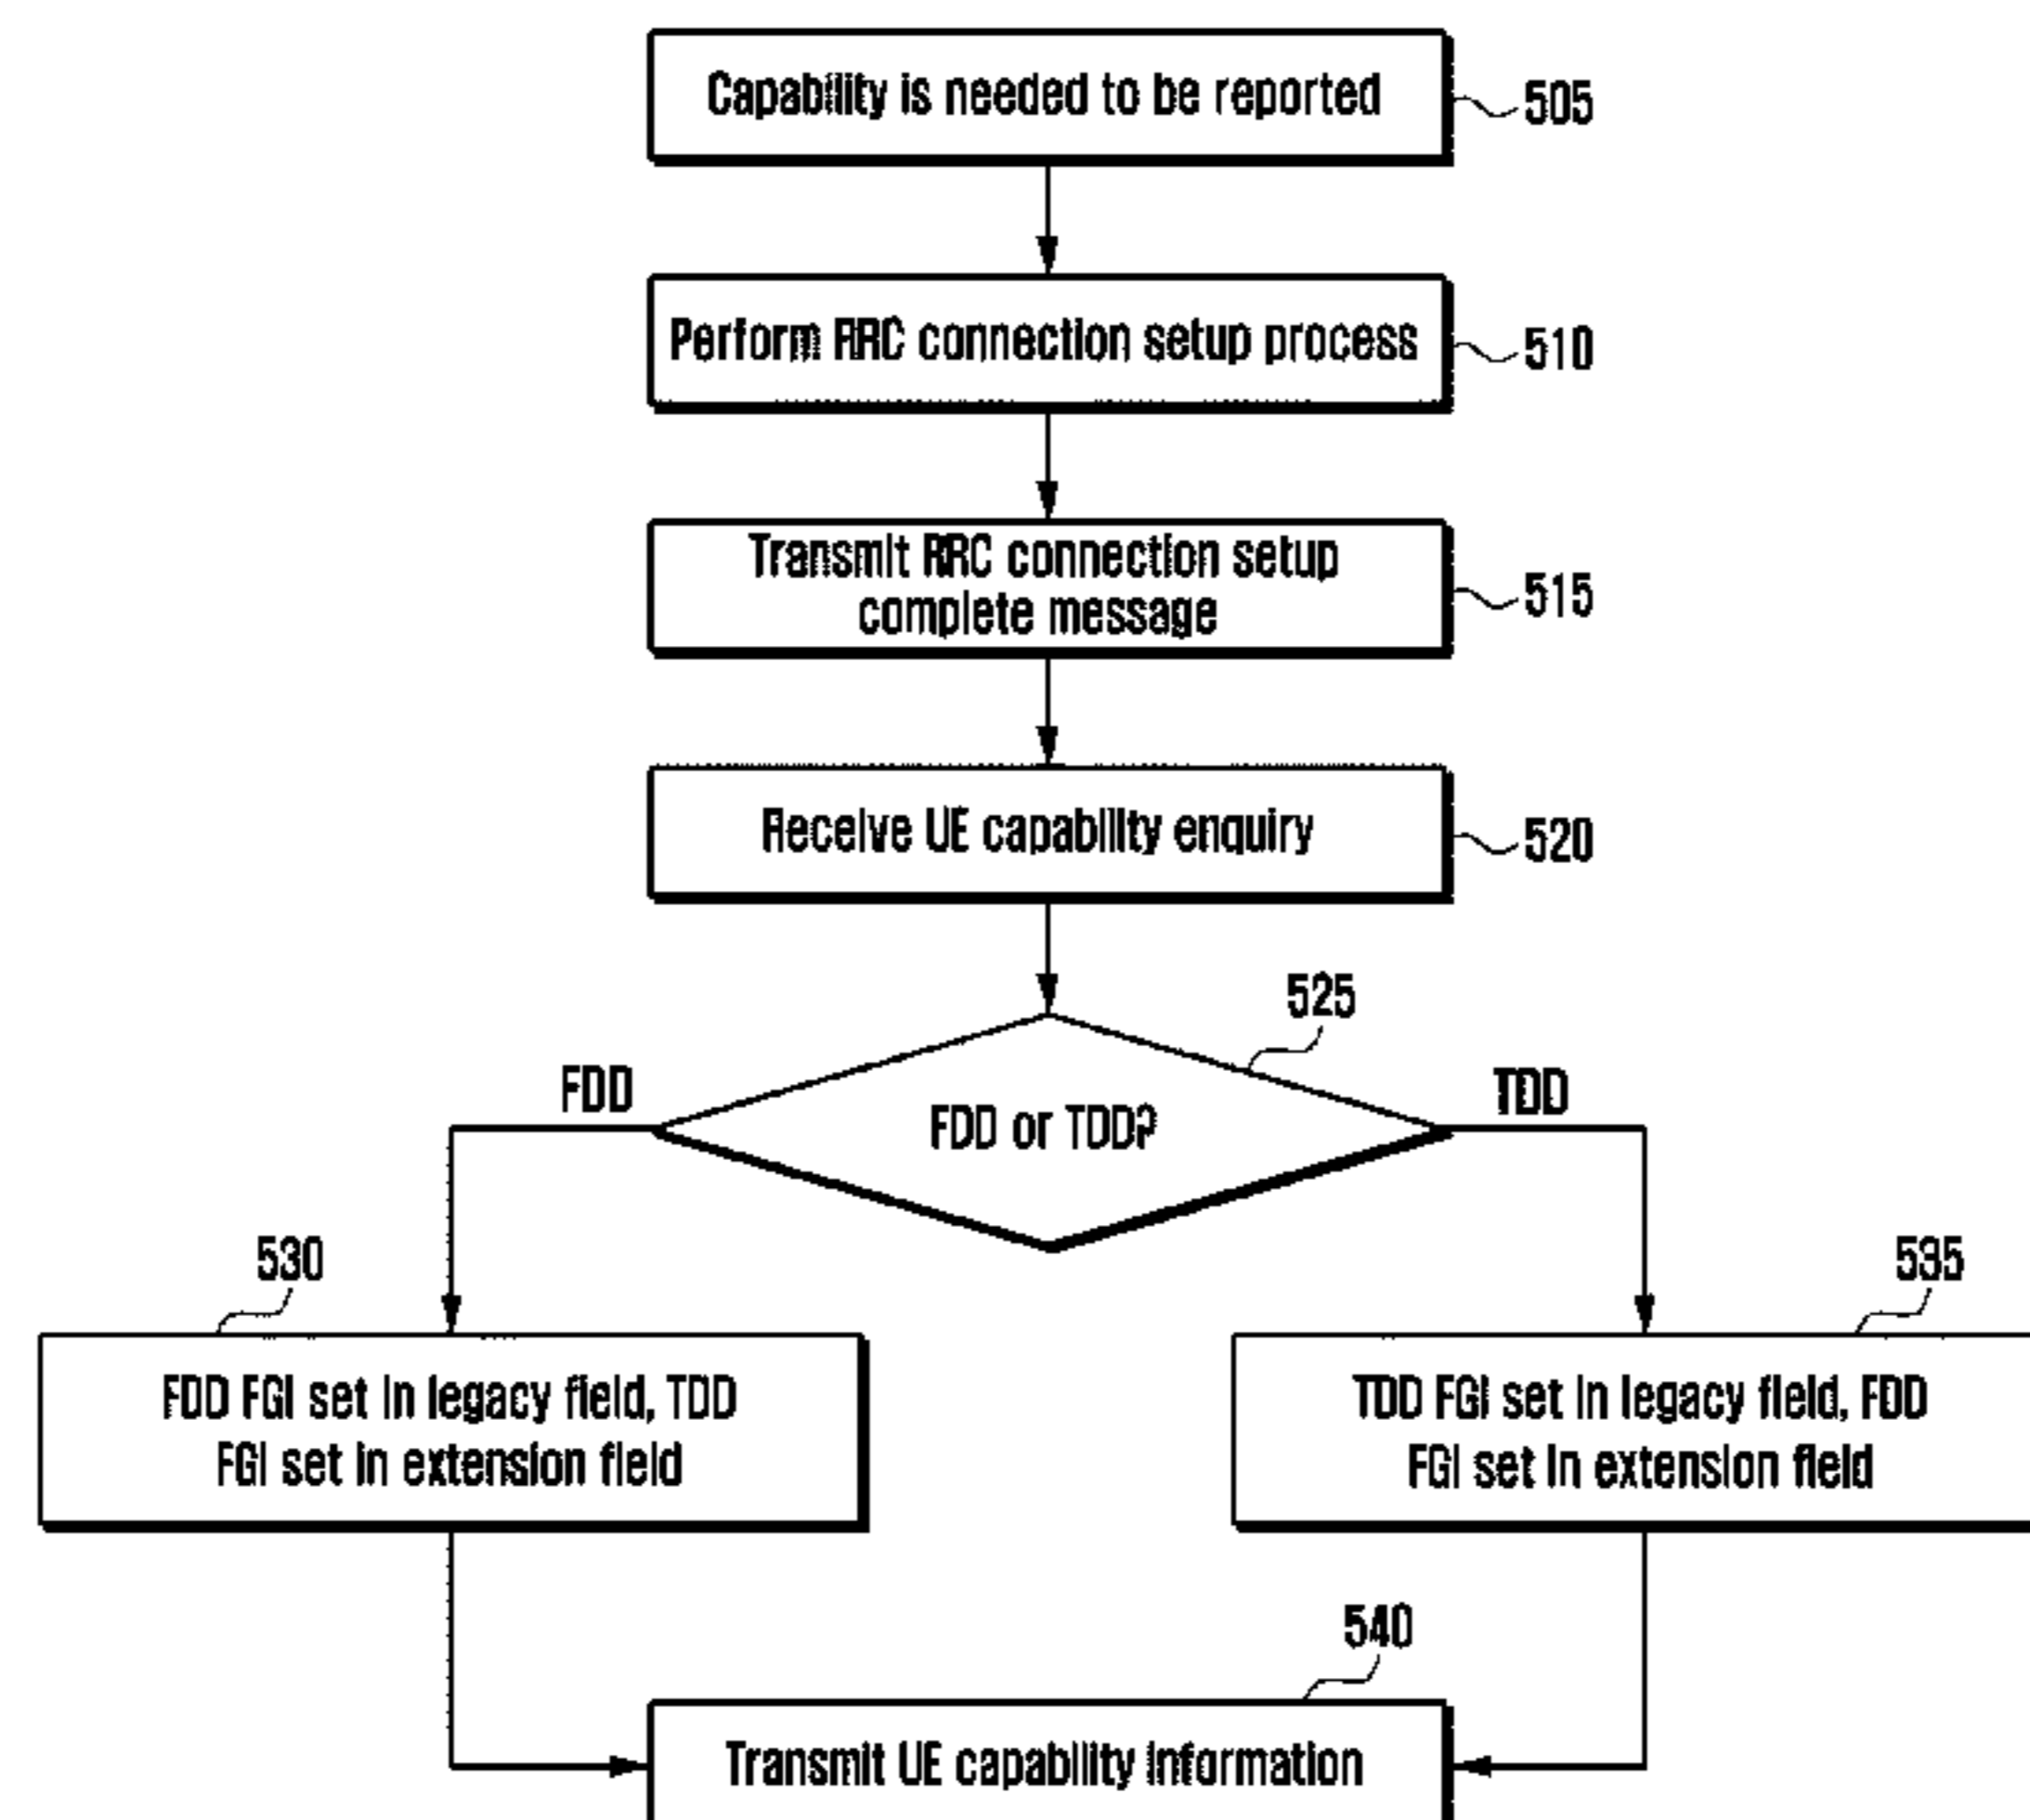 Capability is needed to be reported
505
Perform RRC connection setup process
510
Transmit RRC connection setup
complete message
515
Receive UE capability enquiry
520
525
FDD
FDD or TDD?
TDD
530
535
FDD FGI set in legacy field, TDD
FGI set in extension field
TDD FGI set in legacy field, FDD
FGI set in extension field
540
Transmit UE capability information